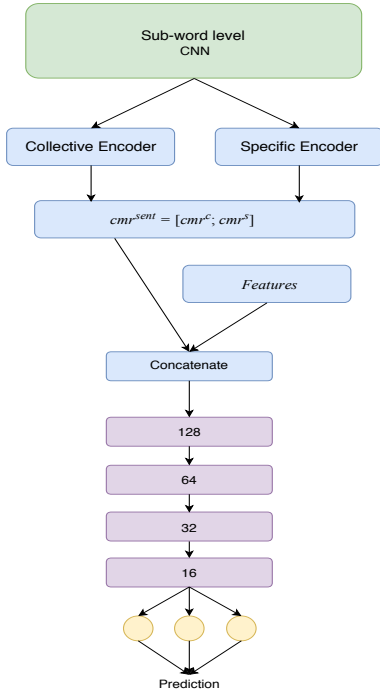 Sub-word level
CNN
Collective Encoder
Specific Encoder
cmr^sent = [cmr^c; cmr^s]
Features
Concatenate
128
64
32
16
Prediction